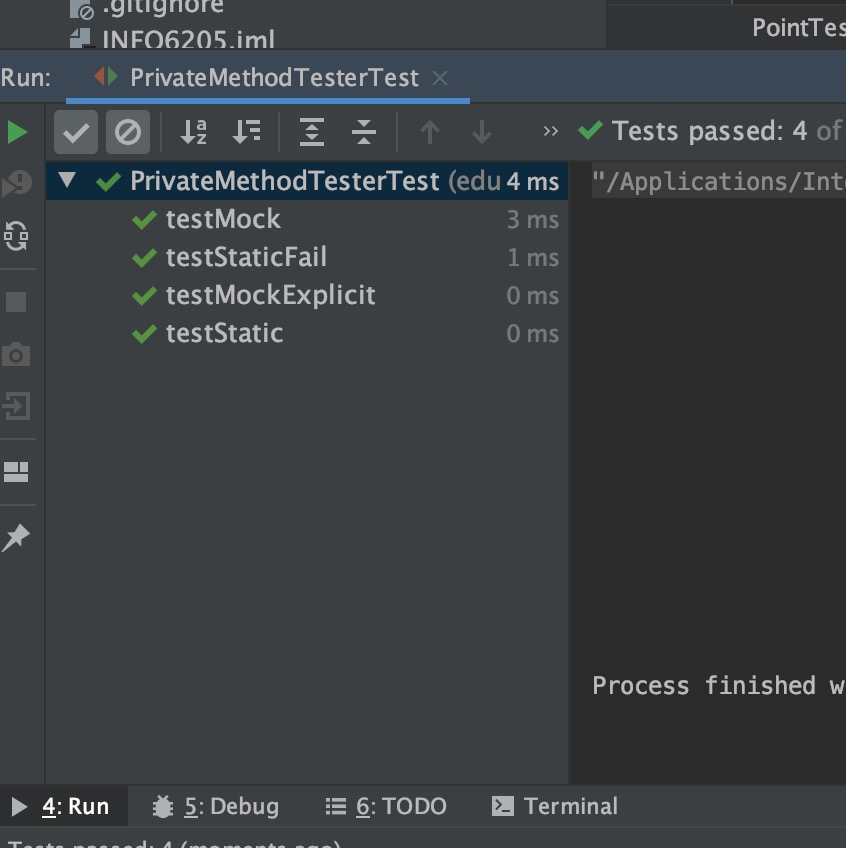 .gitignore
INFO6205.iml
PointTes
Run:
PrivateMethodTesterTest
Tests passed: 4 of
PrivateMethodTesterTest (edu 4 ms
"/Applications/Int
testMock 3 ms
testStaticFail 1 ms
testMockExplicit 0 ms
testStatic 0 ms
Process finished w
4: Run 5: Debug 6: TODO Terminal
Tests passed: 4 (moments ago)